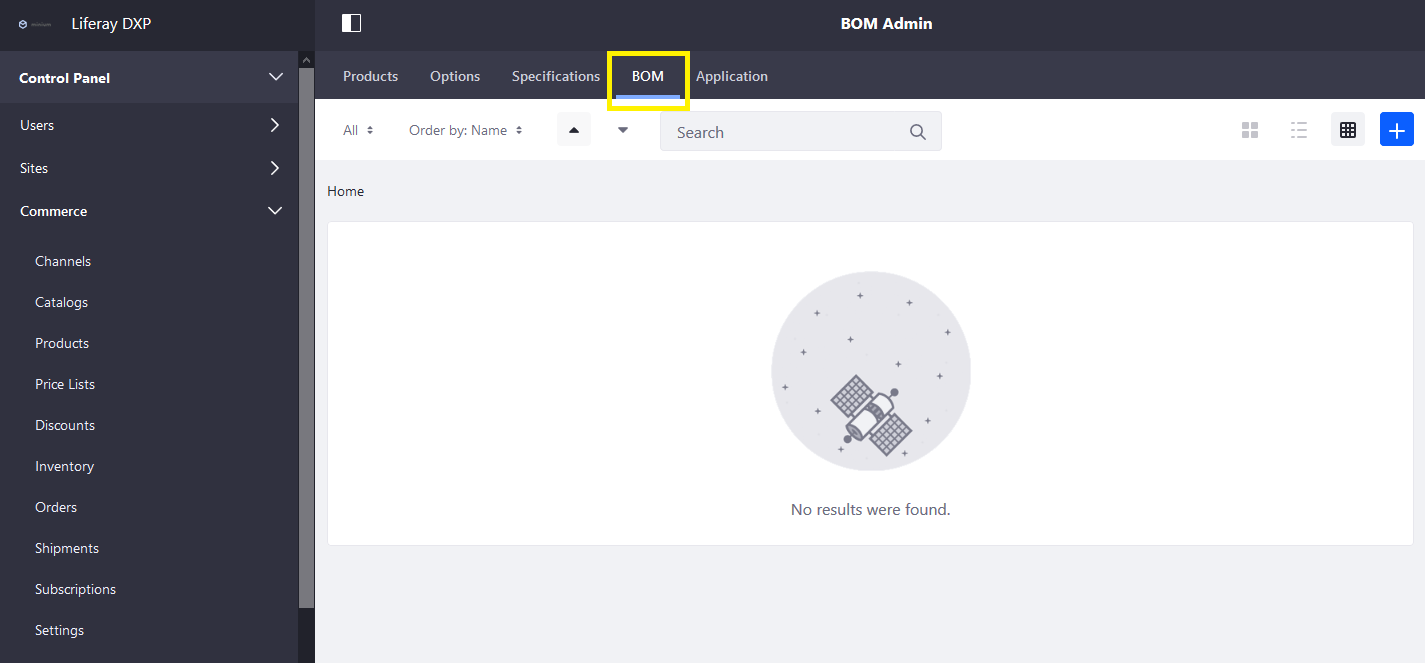 Liferay DXP
BOM Admin
Control Panel
Users
Sites
Commerce
Channels
Catalogs
Products
Price Lists
Discounts
Inventory
Orders
Shipments
Subscriptions
Settings
Products Options Specifications BOM Application
All Order by: Name Search
Home
No results were found.